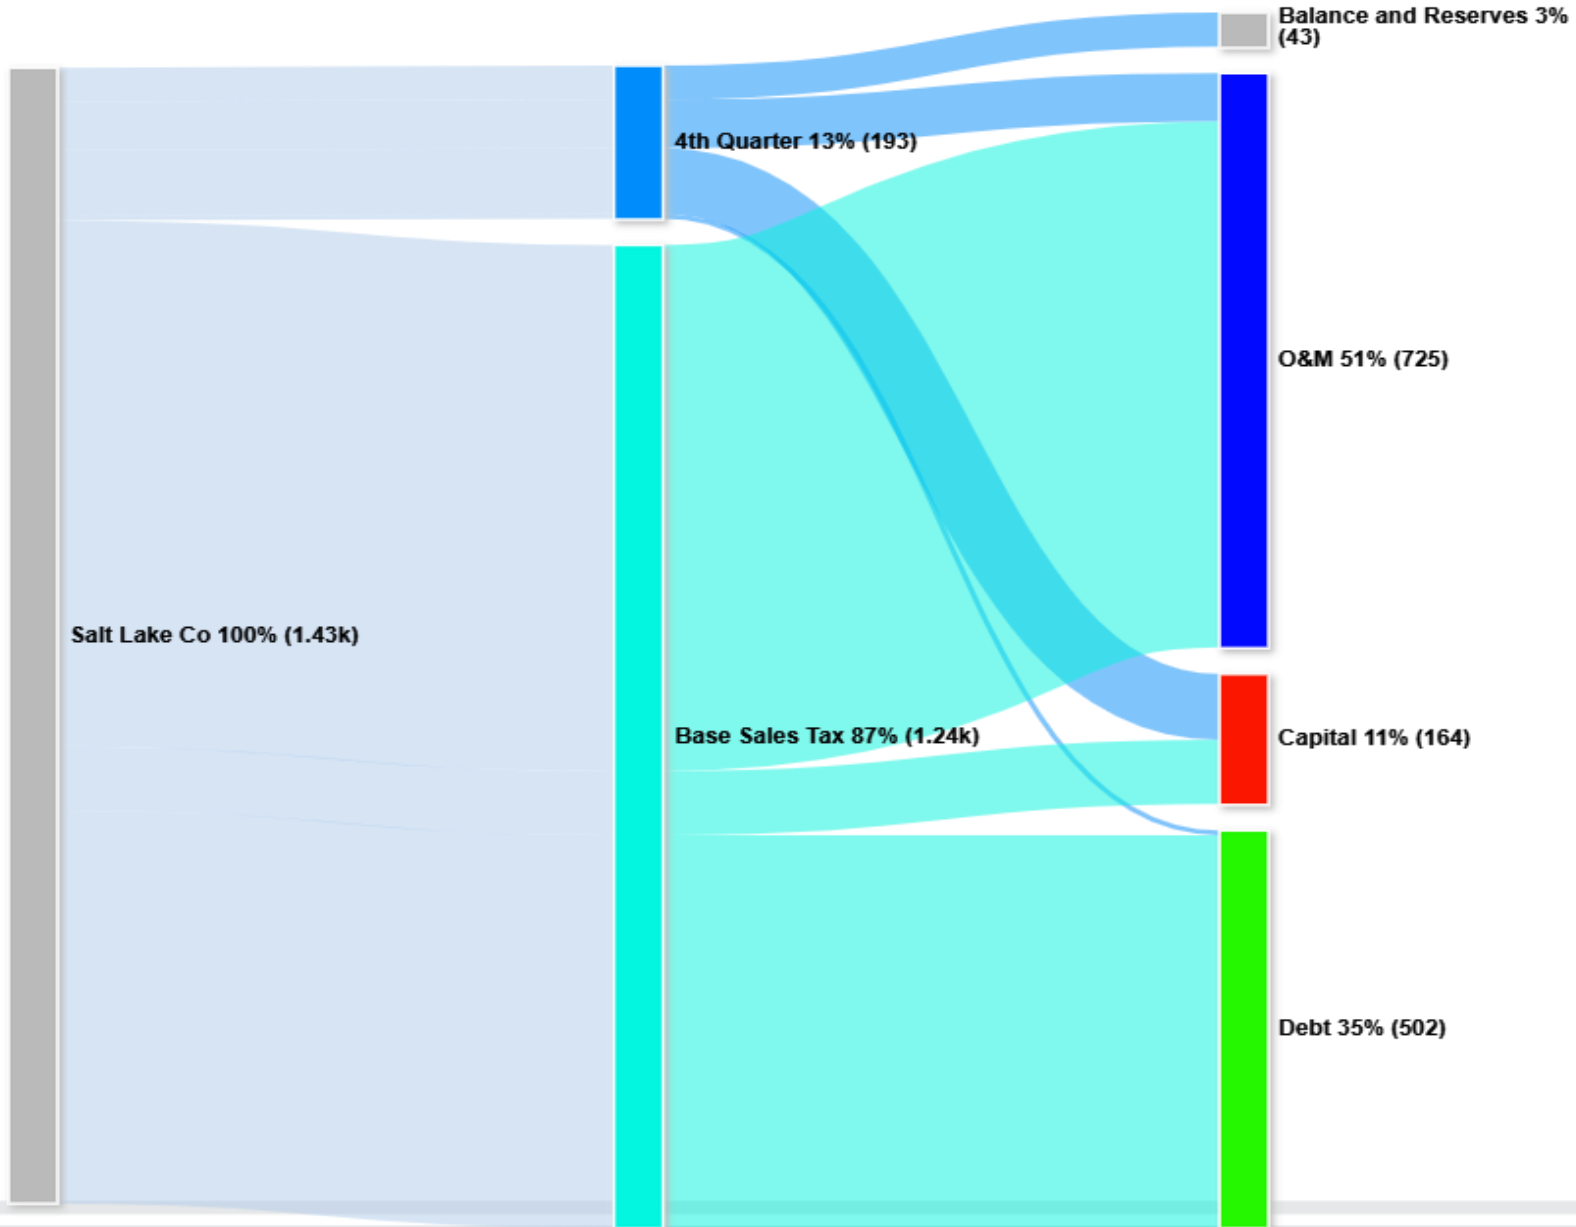 Balance and Reserves 3%
(43)
4th Quarter 13% (193)
O&M 51% (725)
Salt Lake Co 100% (1.43k)
Base Sales Tax 87% (1.24k)
Capital 11% (164)
Debt 35% (502)